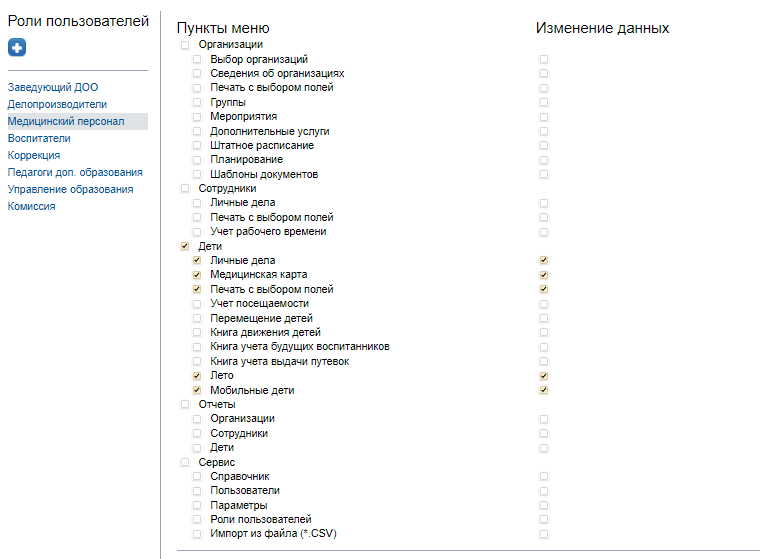 Роли пользователей
Заведующий ДОО
Делопроизводители
Медицинский персонал
Воспитатели
Коррекция
Педагоги доп. образования
Управление образования
Комиссия
Пункты меню
Изменение данных
Организации
Выбор организаций
Сведения об организациях
Печать с выбором полей
Группы
Мероприятия
Дополнительные услуги
Штатное расписание
Планирование
Шаблоны документов
Сотрудники
Личные дела
Печать с выбором полей
Учет рабочего времени
Дети
Личные дела
Медицинская карта
Печать с выбором полей
Учет посещаемости
Перемещение детей
Книга движения детей
Книга учета будущих воспитанников
Книга учета выдачи путевок
Лето
Мобильные дети
Отчеты
Организации
Сотрудники
Дети
Сервис
Справочник
Пользователи
Параметры
Роли пользователей
Импорт из файла (*.CSV)